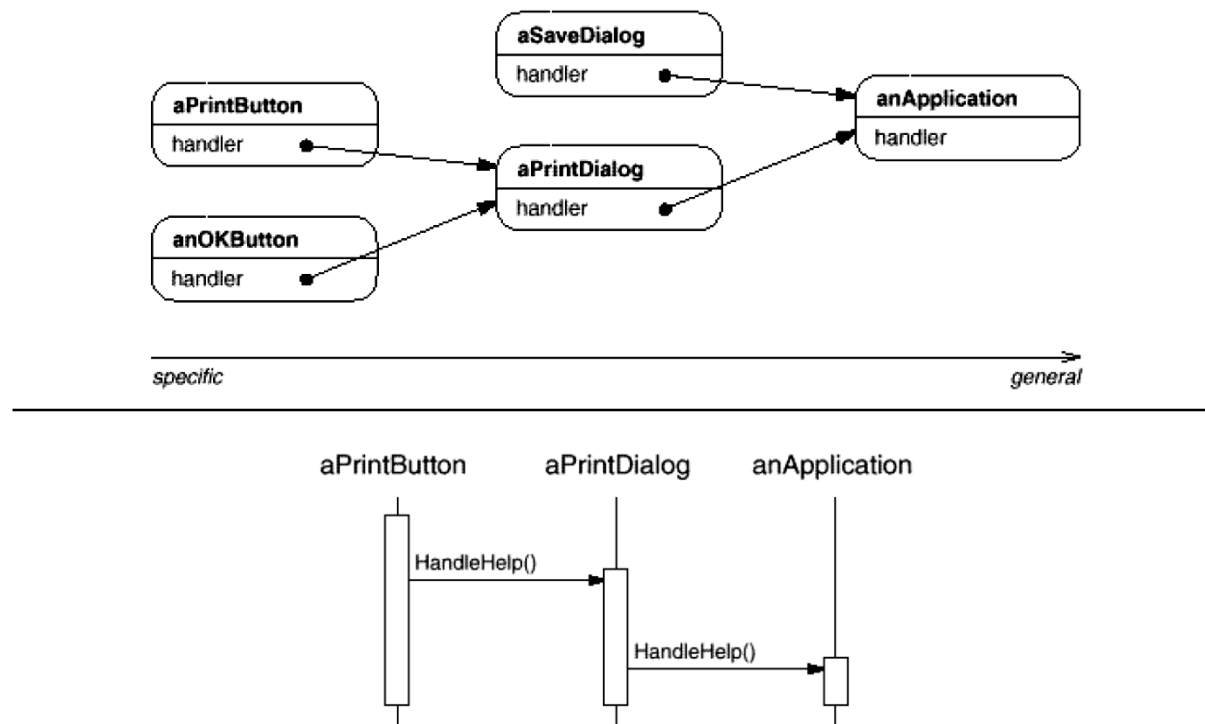 aSaveDialog
handler
aPrintButton
handler
anApplication
handler
aPrintDialog
handler
anOKButton
handler
specific
general
aPrintButton
aPrintDialog
anApplication
HandleHelp()
HandleHelp()